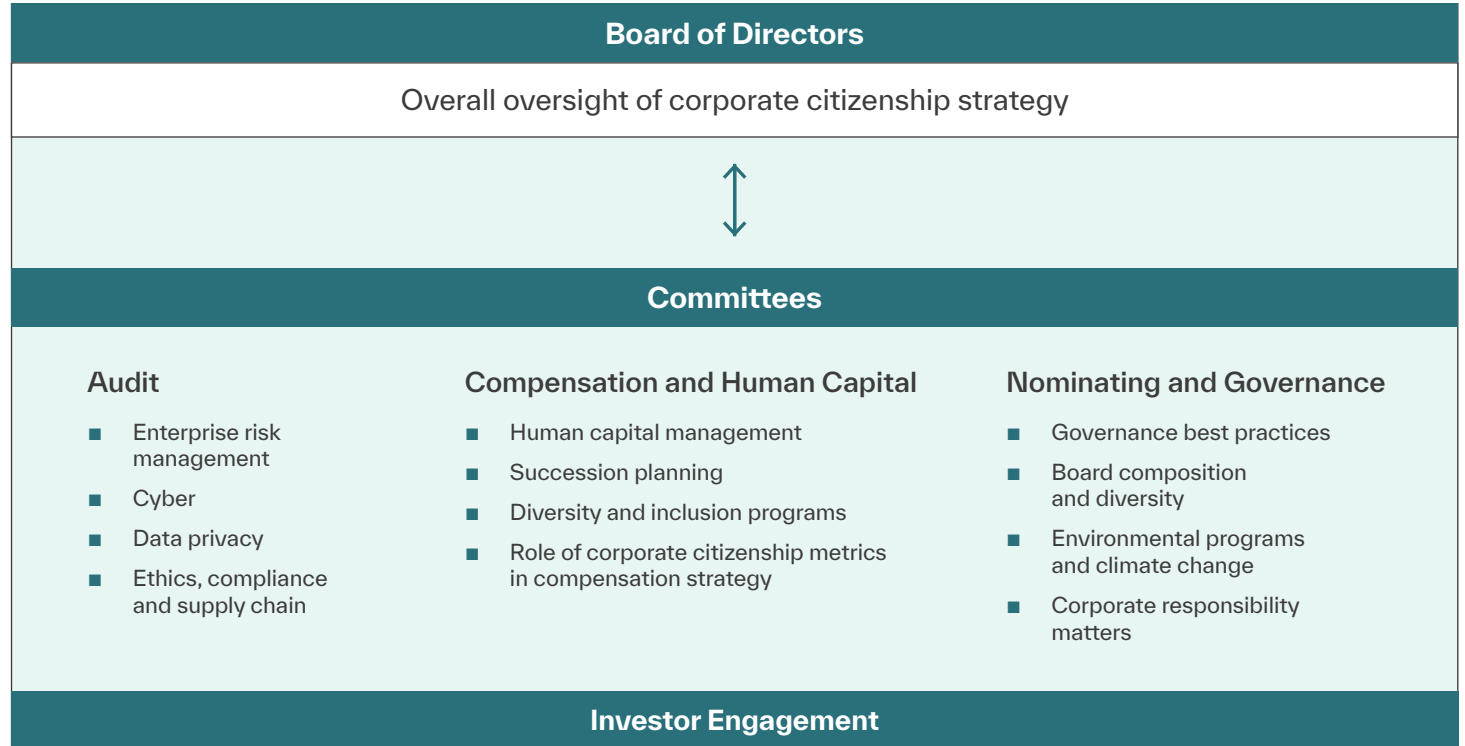 Board of Directors
Overall oversight of corporate citizenship strategy
Committees
Audit
■ Enterprise risk
management
■ Cyber
■ Data privacy
■ Ethics, compliance
and supply chain
Compensation and Human Capital
■ Human capital management
■ Succession planning
■ Diversity and inclusion programs
■ Role of corporate citizenship metrics
in compensation strategy
Nominating and Governance
■ Governance best practices
■ Board composition
and diversity
■ Environmental programs
and climate change
■ Corporate responsibility
matters
Investor Engagement